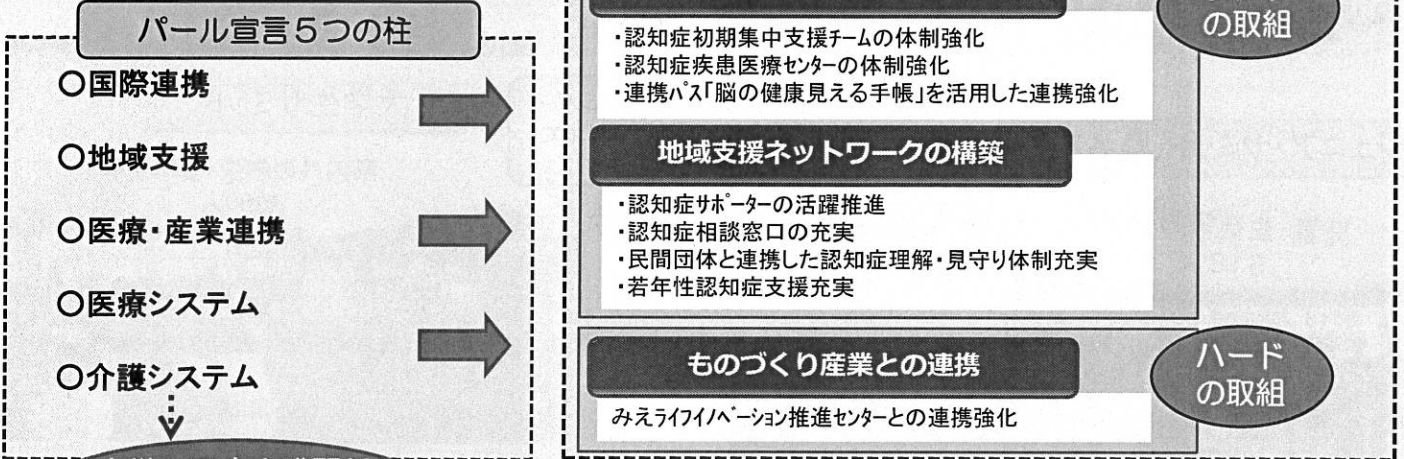 パール宣言5つの柱
○国際連携
○地域支援
○医療・産業連携
○医療システム
○介護システム
の取組
・認知症初期集中支援チームの体制強化
・認知症疾患医療センターの体制強化
・連携パス「脳の健康見える手帳」を活用した連携強化
地域支援ネットワークの構築
・認知症サポーターの活躍推進
・認知症相談窓口の充実
・民間団体と連携した認知症理解・見守り体制充実
・若年性認知症支援充実
ものづくり産業との連携
みえライフイノベーション推進センターとの連携強化
ハード
の取組